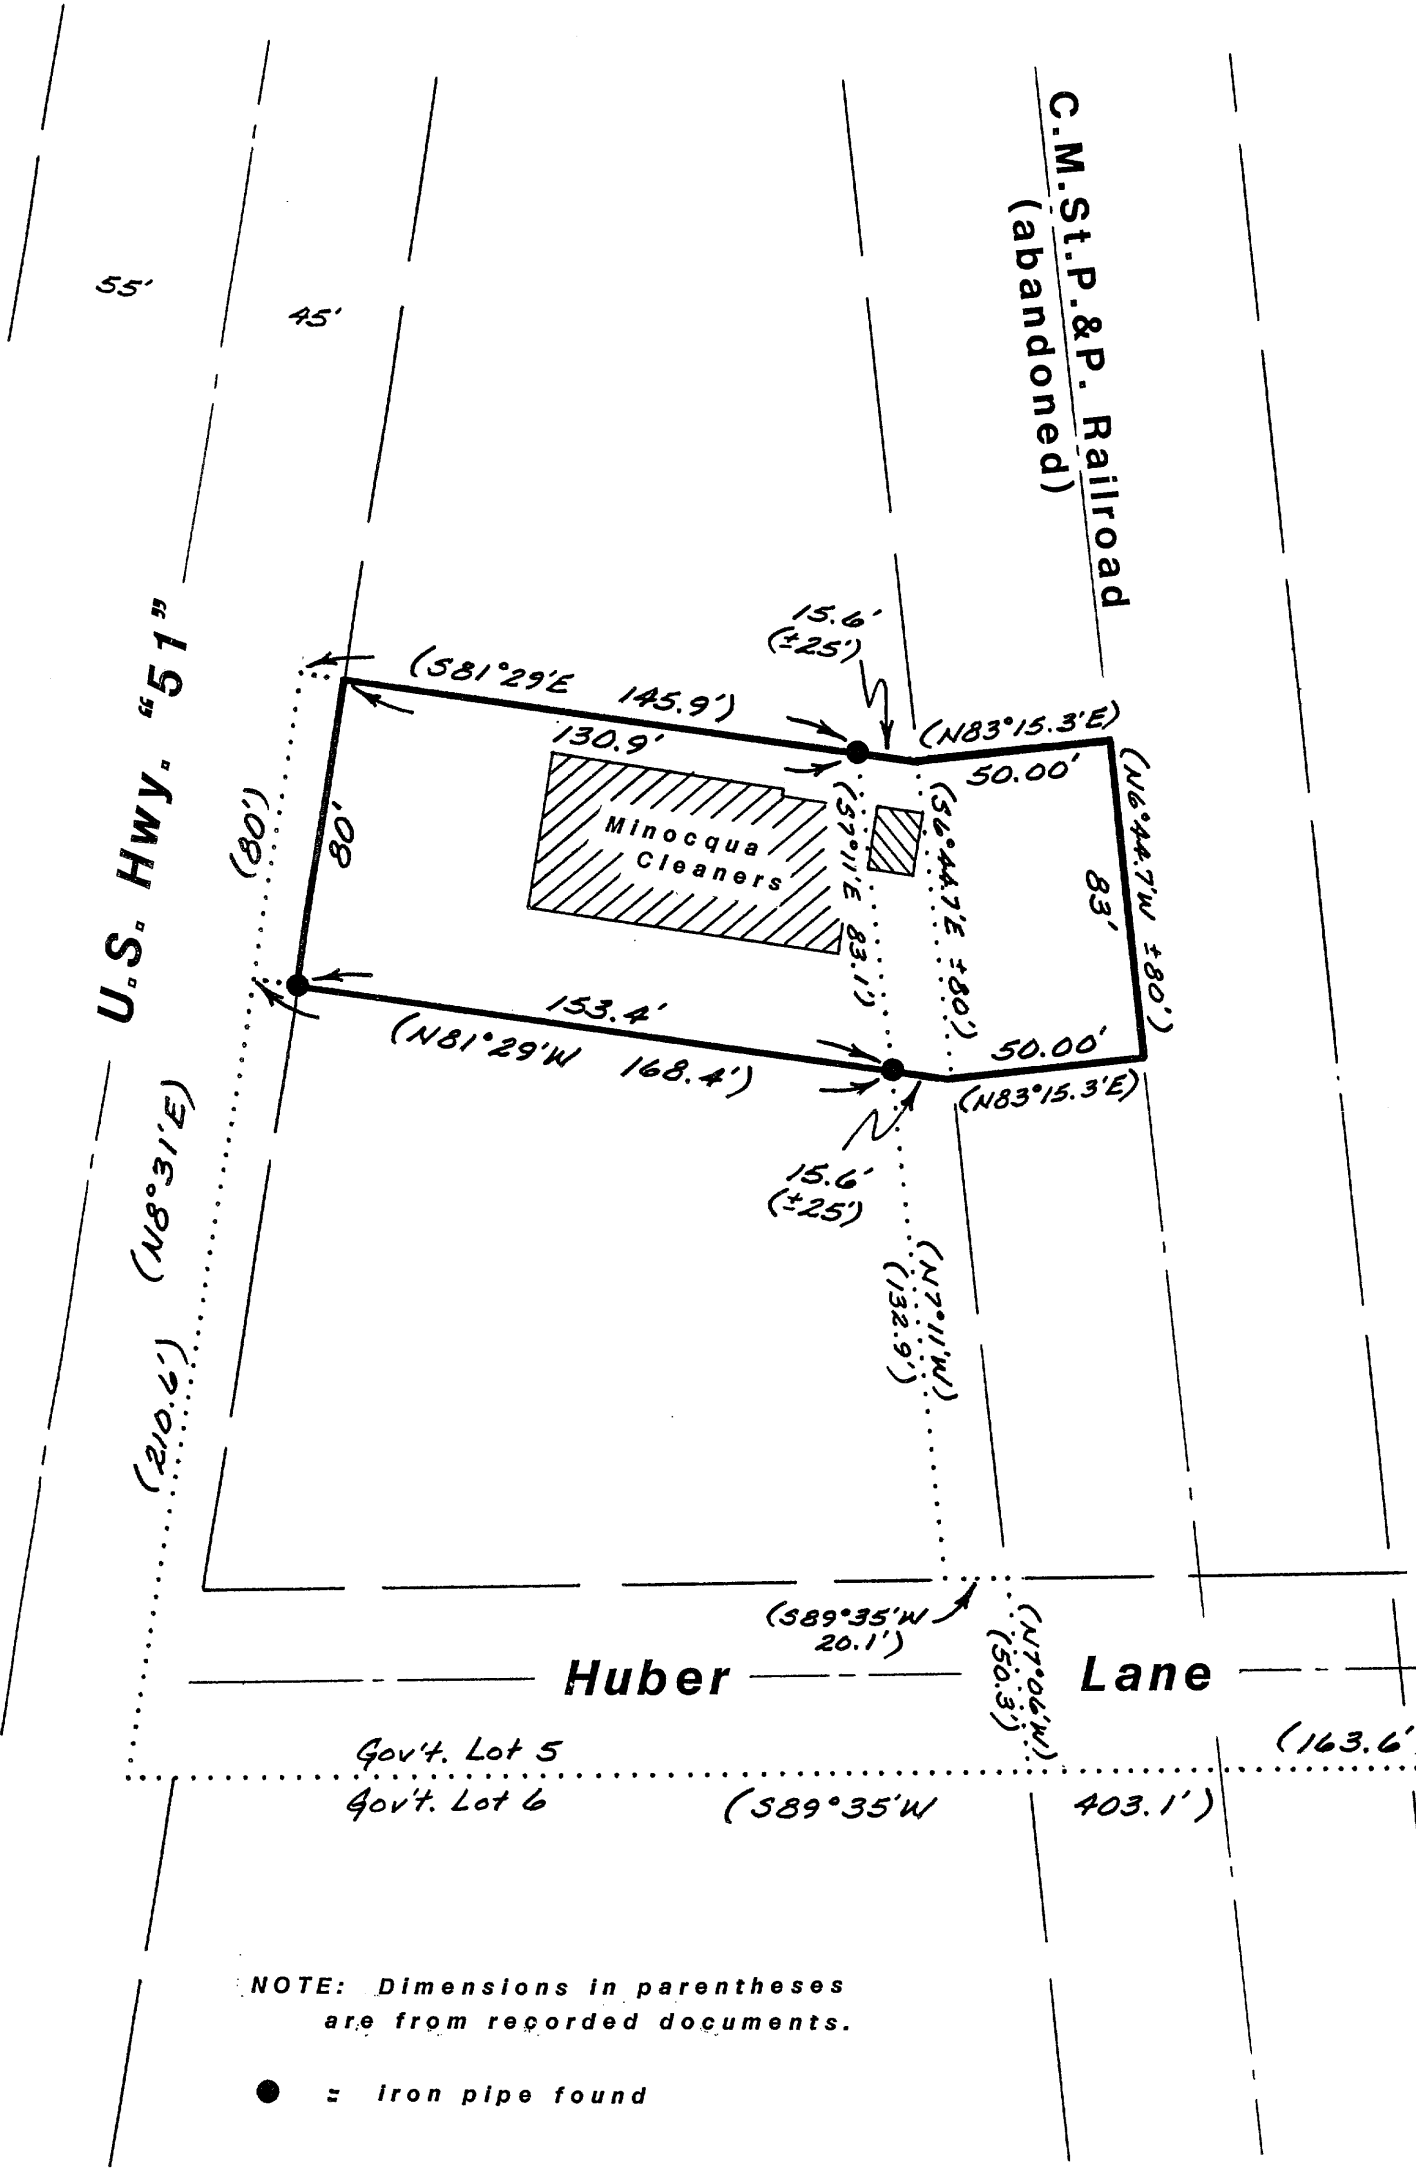 C.M.St.P.&P. Railroad
(abandoned)
55'
45'
U.S. Hwy. "51"
15.6'
(±25')
(S81°29'E 145.9')
130.9'
(N83°15.3'E)
50.00'
(80')
80'
Minocqua
Cleaners
(S7°11'E 83.1')
(S6°44.7'E ±80')
83'
(N6°44.7'W ±80')
153.4'
(N81°29'W 168.4')
50.00'
(N83°15.3'E)
15.6'
(±25')
(N8°31'E)
(210.6')
(N7°11'W)
(132.9')
(S89°35'W
20.1')
(N7°06'W)
(50.3')
Huber Lane
Gov't. Lot 5
(163.6'
Gov't. Lot 6
(S89°35'W 403.1')
NOTE: Dimensions in parentheses
are from recorded documents.
= iron pipe found